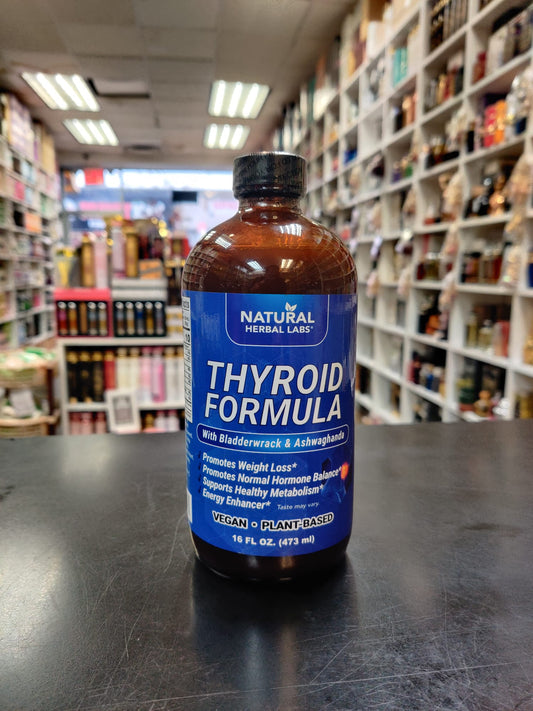 NATURAL
HERBAL LABS®
THYROID
FORMULA
With Bladderwrack & Ashwaghanda
Promotes Weight Loss*
Promotes Normal Hormone Balance*
Supports Healthy Metabolism*
Energy Enhancer* Taste may vary.
VEGAN • PLANT-BASED
16 FL OZ. (473 ml)